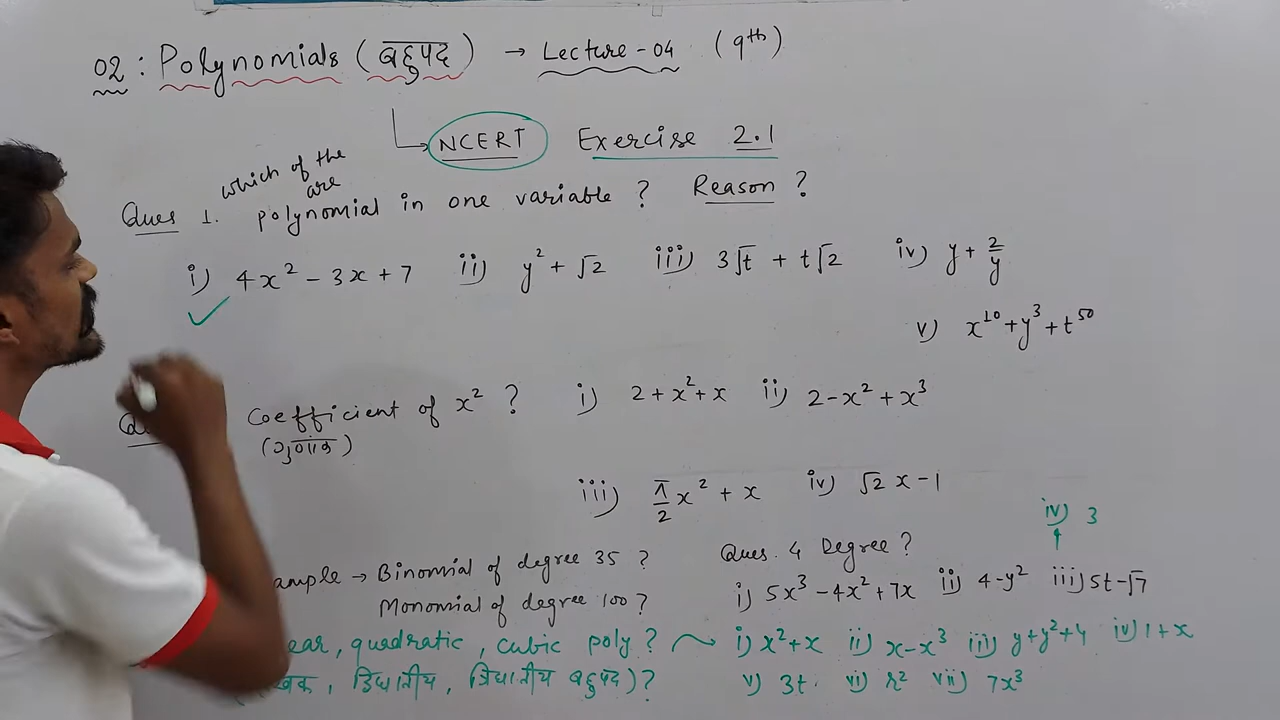 02 : Polynomials (बहुपद) → Lecture - 04 (9th)
NCERT Exercise 2.1
which of the
are
Ques 1. polynomial in one variable ? Reason ?
i) 4x² - 3x + 7 ii) y² + √2 iii) 3√t + t√2 iv) y + 2/y
v) x¹⁰ + y³ + t⁵⁰
Coefficient of x² ? i) 2 + x² + x ii) 2 - x² + x³
(गुणांक)
iii) π/2 x² + x iv) √2 x - 1
iv) 3
ample → Binomial of degree 35 ? Ques. 4 Degree ?
Monomial of degree 100 ? i) 5x³ - 4x² + 7x ii) 4 - y² iii) 5t - √7
ear, quadratic, cubic poly ? i) x² + x ii) x - x³ iii) y + y² + 4 iv) 1 + x
द्विघातीय, त्रिघातीय बहुपद) ? v) 3t. vi) r² vii) 7x³